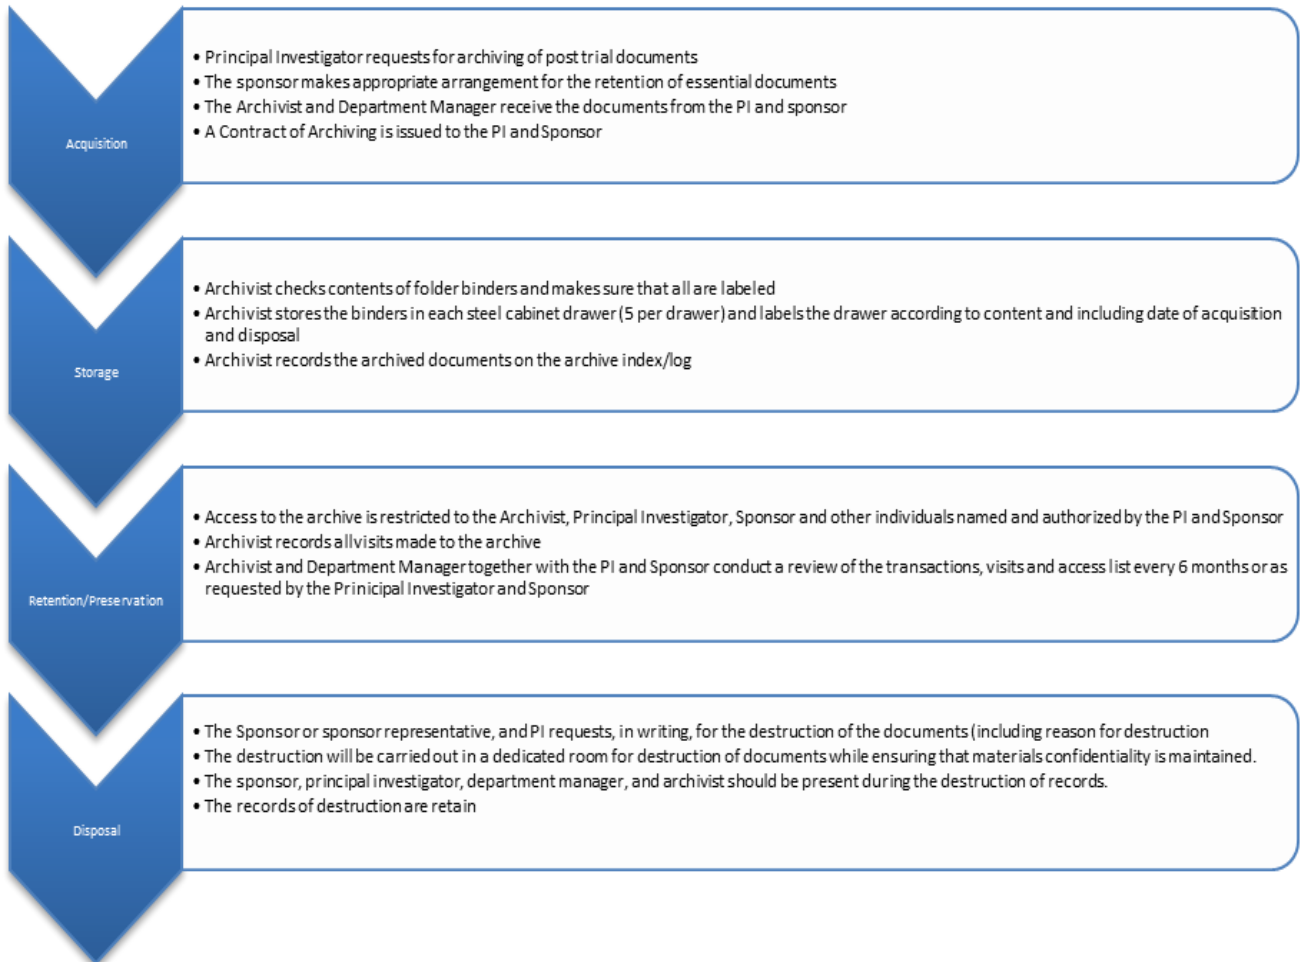 Acquisition
• Principal Investigator requests for archiving of post trial documents
• The sponsor makes appropriate arrangement for the retention of essential documents
• The Archivist and Department Manager receive the documents from the PI and sponsor
• A Contract of Archiving is issued to the PI and Sponsor
Storage
• Archivist checks contents of folder binders and makes sure that all are labeled
• Archivist stores the binders in each steel cabinet drawer (5 per drawer) and labels the drawer according to content and including date of acquisition
and disposal
• Archivist records the archived documents on the archive index/log
Retention/Preservation
• Access to the archive is restricted to the Archivist, Principal Investigator, Sponsor and other individuals named and authorized by the PI and Sponsor
• Archivist records all visits made to the archive
• Archivist and Department Manager together with the PI and Sponsor conduct a review of the transactions, visits and access list every 6 months or as
requested by the Prinicipal Investigator and Sponsor
Disposal
• The Sponsor or sponsor representative, and PI requests, in writing, for the destruction of the documents (including reason for destruction
• The destruction will be carried out in a dedicated room for destruction of documents while ensuring that materials confidentiality is maintained.
• The sponsor, principal investigator, department manager, and archivist should be present during the destruction of records.
• The records of destruction are retain